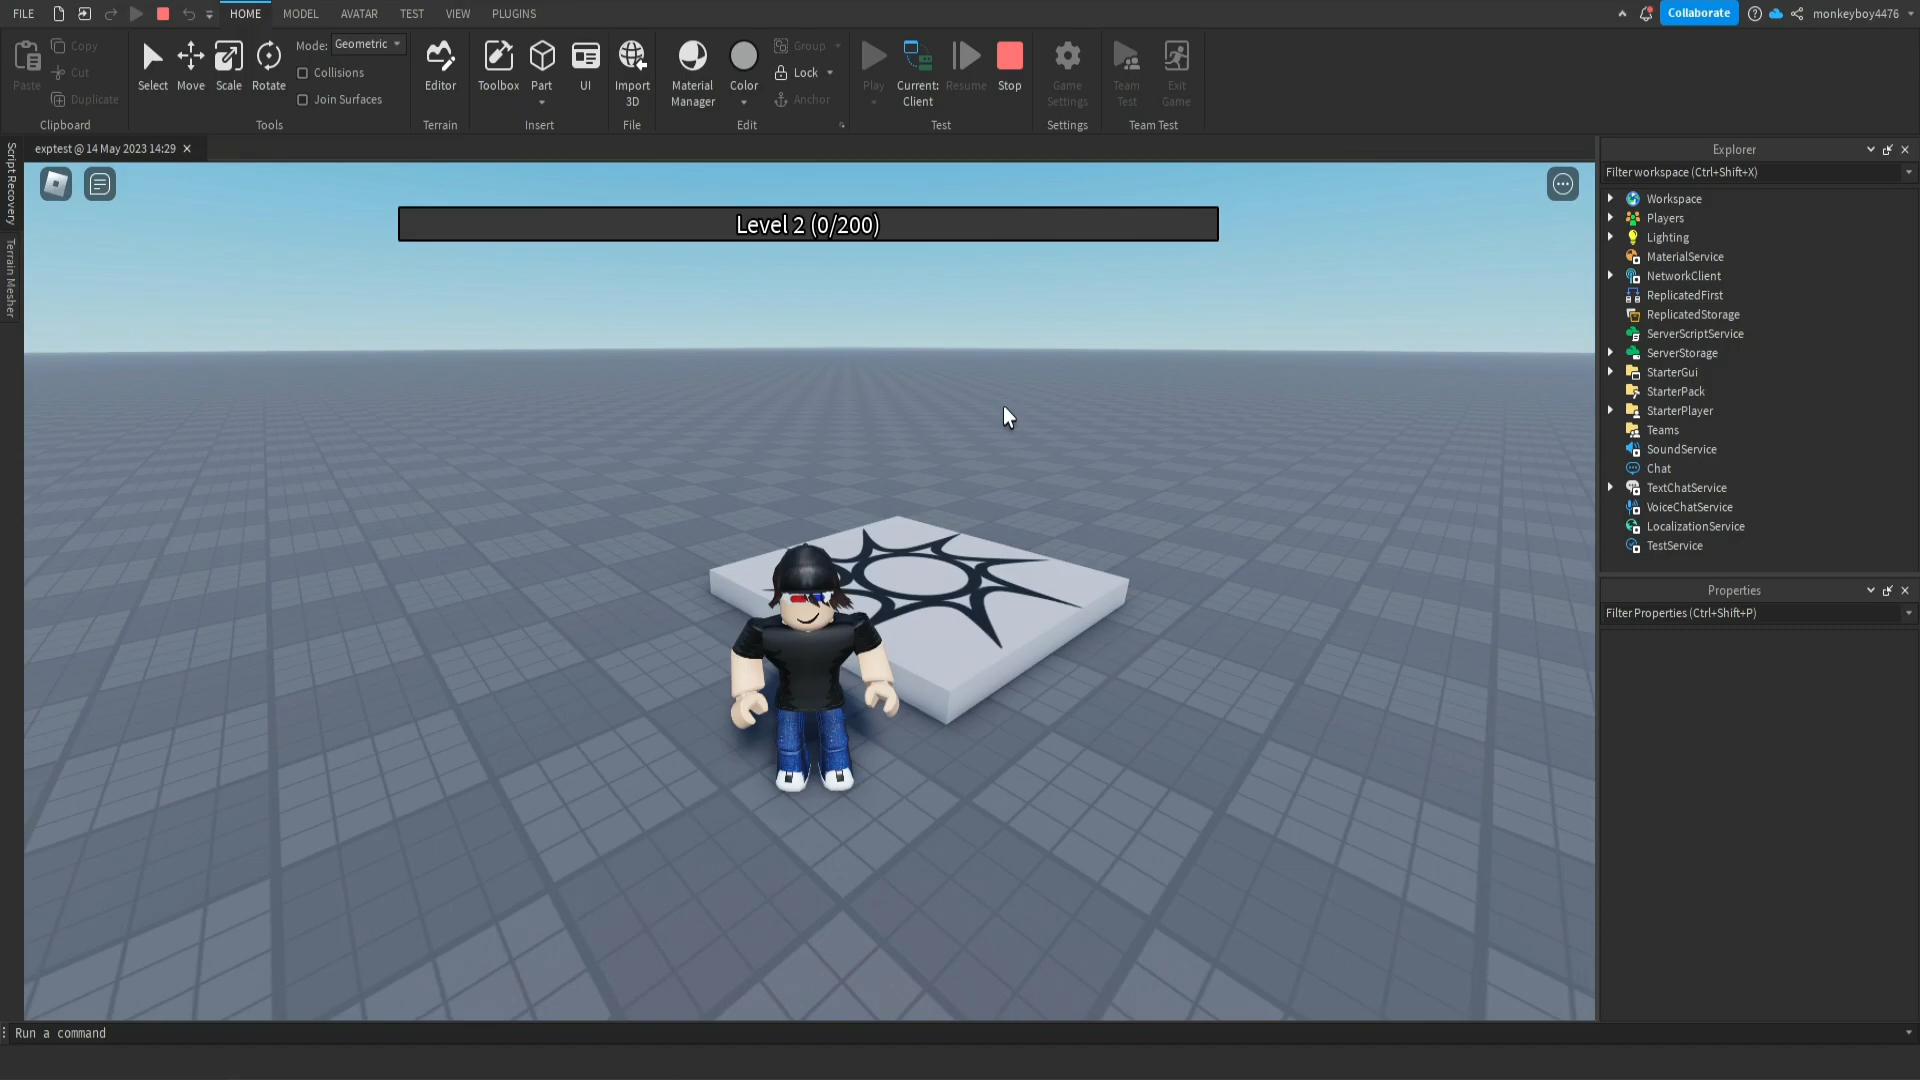 FILE HOME MODEL AVATAR TEST VIEW PLUGINS Collaborate monkeyboy4476
Paste Copy Cut Duplicate
Clipboard
Select Move Scale Rotate
Mode: Geometric
Collisions
Join Surfaces
Tools
Editor
Terrain
Toolbox Part UI
Insert
Import 3D
File
Material Manager Color
Group
Lock
Anchor
Edit
Play Current: Client Resume Stop
Test
Game Settings
Settings
Team Test Exit Game
Team Test
Script Recovery
Terrain Mesher
exptest @ 14 May 2023 14:29
Level 2 (0/200)
Explorer
Filter workspace (Ctrl+Shift+X)
Workspace
Players
Lighting
MaterialService
NetworkClient
ReplicatedFirst
ReplicatedStorage
ServerScriptService
ServerStorage
StarterGui
StarterPack
StarterPlayer
Teams
SoundService
Chat
TextChatService
VoiceChatService
LocalizationService
TestService
Properties
Filter Properties (Ctrl+Shift+P)
Run a command